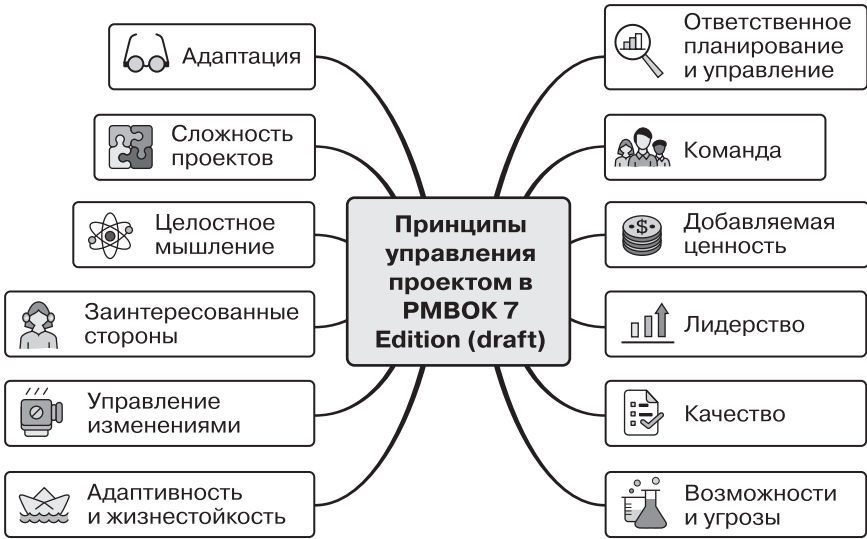 Адаптация
Сложность
проектов
Целостное
мышление
Заинтересованные
стороны
Управление
изменениями
Адаптивность
и жизнестойкость
Принципы
управления
проектом в
PMBOK 7
Edition (draft)
Ответственное
планирование
и управление
Команда
Добавляемая
ценность
Лидерство
Качество
Возможности
и угрозы